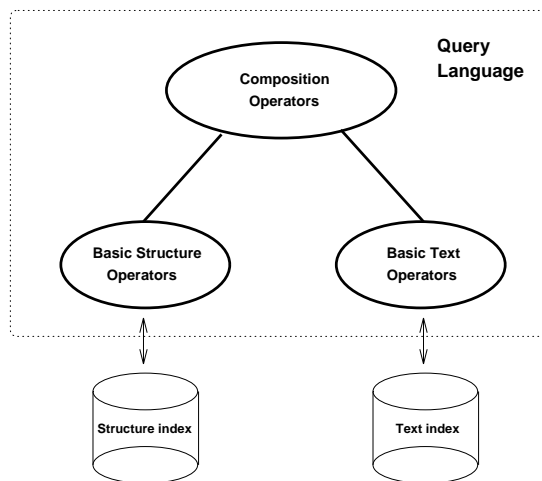 Query
Language
Composition
Operators
Basic Structure
Operators
Basic Text
Operators
Structure index
Text index